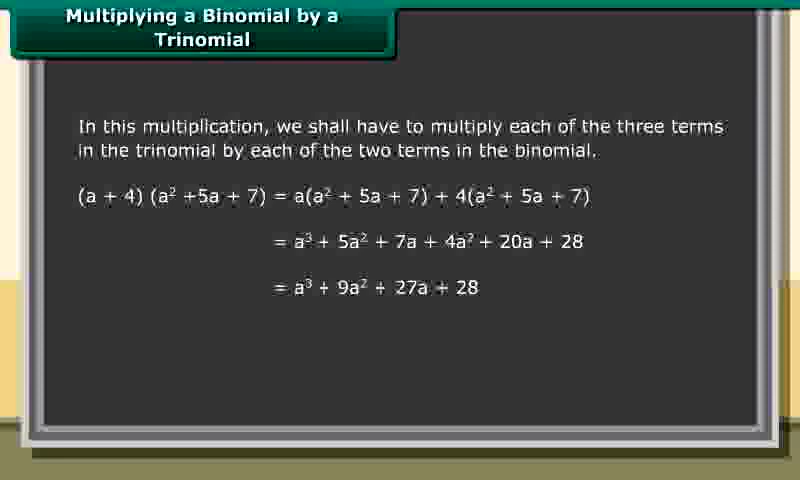 Multiplying a Binomial by a
Trinomial
In this multiplication, we shall have to multiply each of the three terms
in the trinomial by each of the two terms in the binomial.
(a + 4) (a² +5a + 7) = a(a² + 5a + 7) + 4(a² + 5a + 7)
= a³ + 5a² + 7a + 4a² + 20a + 28
= a³ + 9a² + 27a + 28